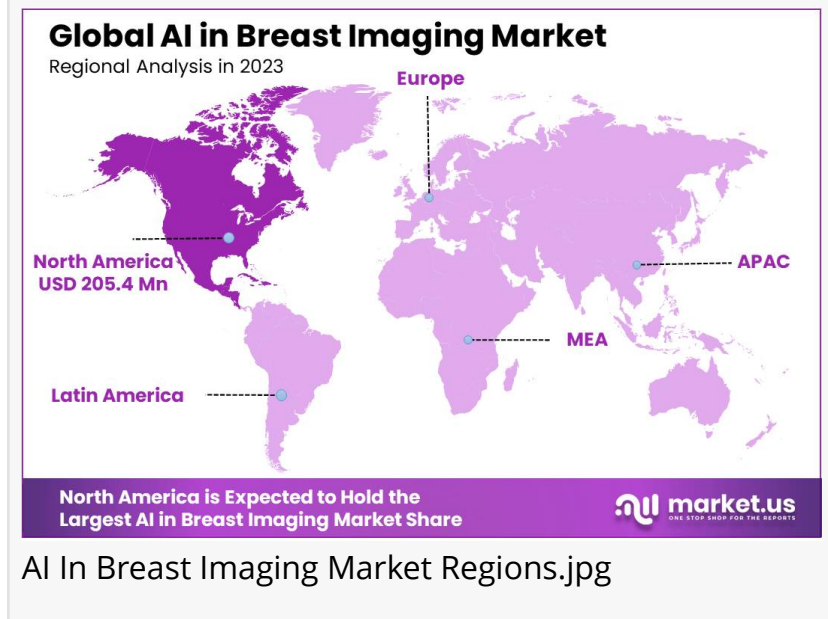 Global AI in Breast Imaging Market
Regional Analysis in 2023
Europe
North America
USD 205.4 Mn
APAC
MEA
Latin America
North America is Expected to Hold the
Largest AI in Breast Imaging Market Share
market.us
ONE STOP SHOP FOR THE REPORTS
AI In Breast Imaging Market Regions.jpg